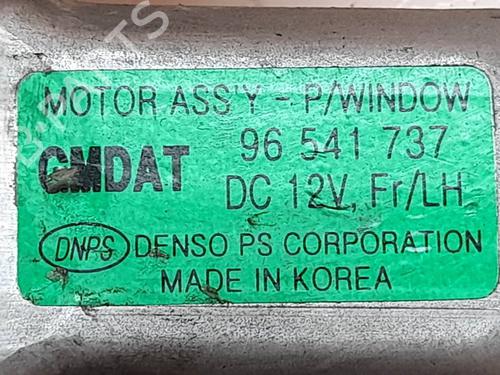 MOTOR ASS'Y - P/WINDOW
GMDAT 96 541 737
DC 12V, Fr/LH
DNPS DENSO PS CORPORATION
MADE IN KOREA